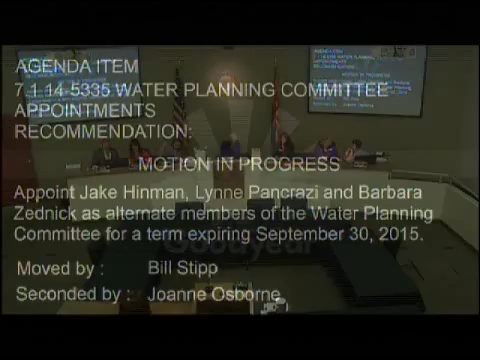 AGENDA ITEM
7.1 14-5335 WATER PLANNING COMMITTEE
APPOINTMENTS
RECOMMENDATION:
MOTION IN PROGRESS
Appoint Jake Hinman, Lynne Pancrazi and Barbara
Zednick as alternate members of the Water Planning
Committee for a term expiring September 30, 2015.
Goodyear
Moved by : Bill Stipp
Seconded by : Joanne Osborne